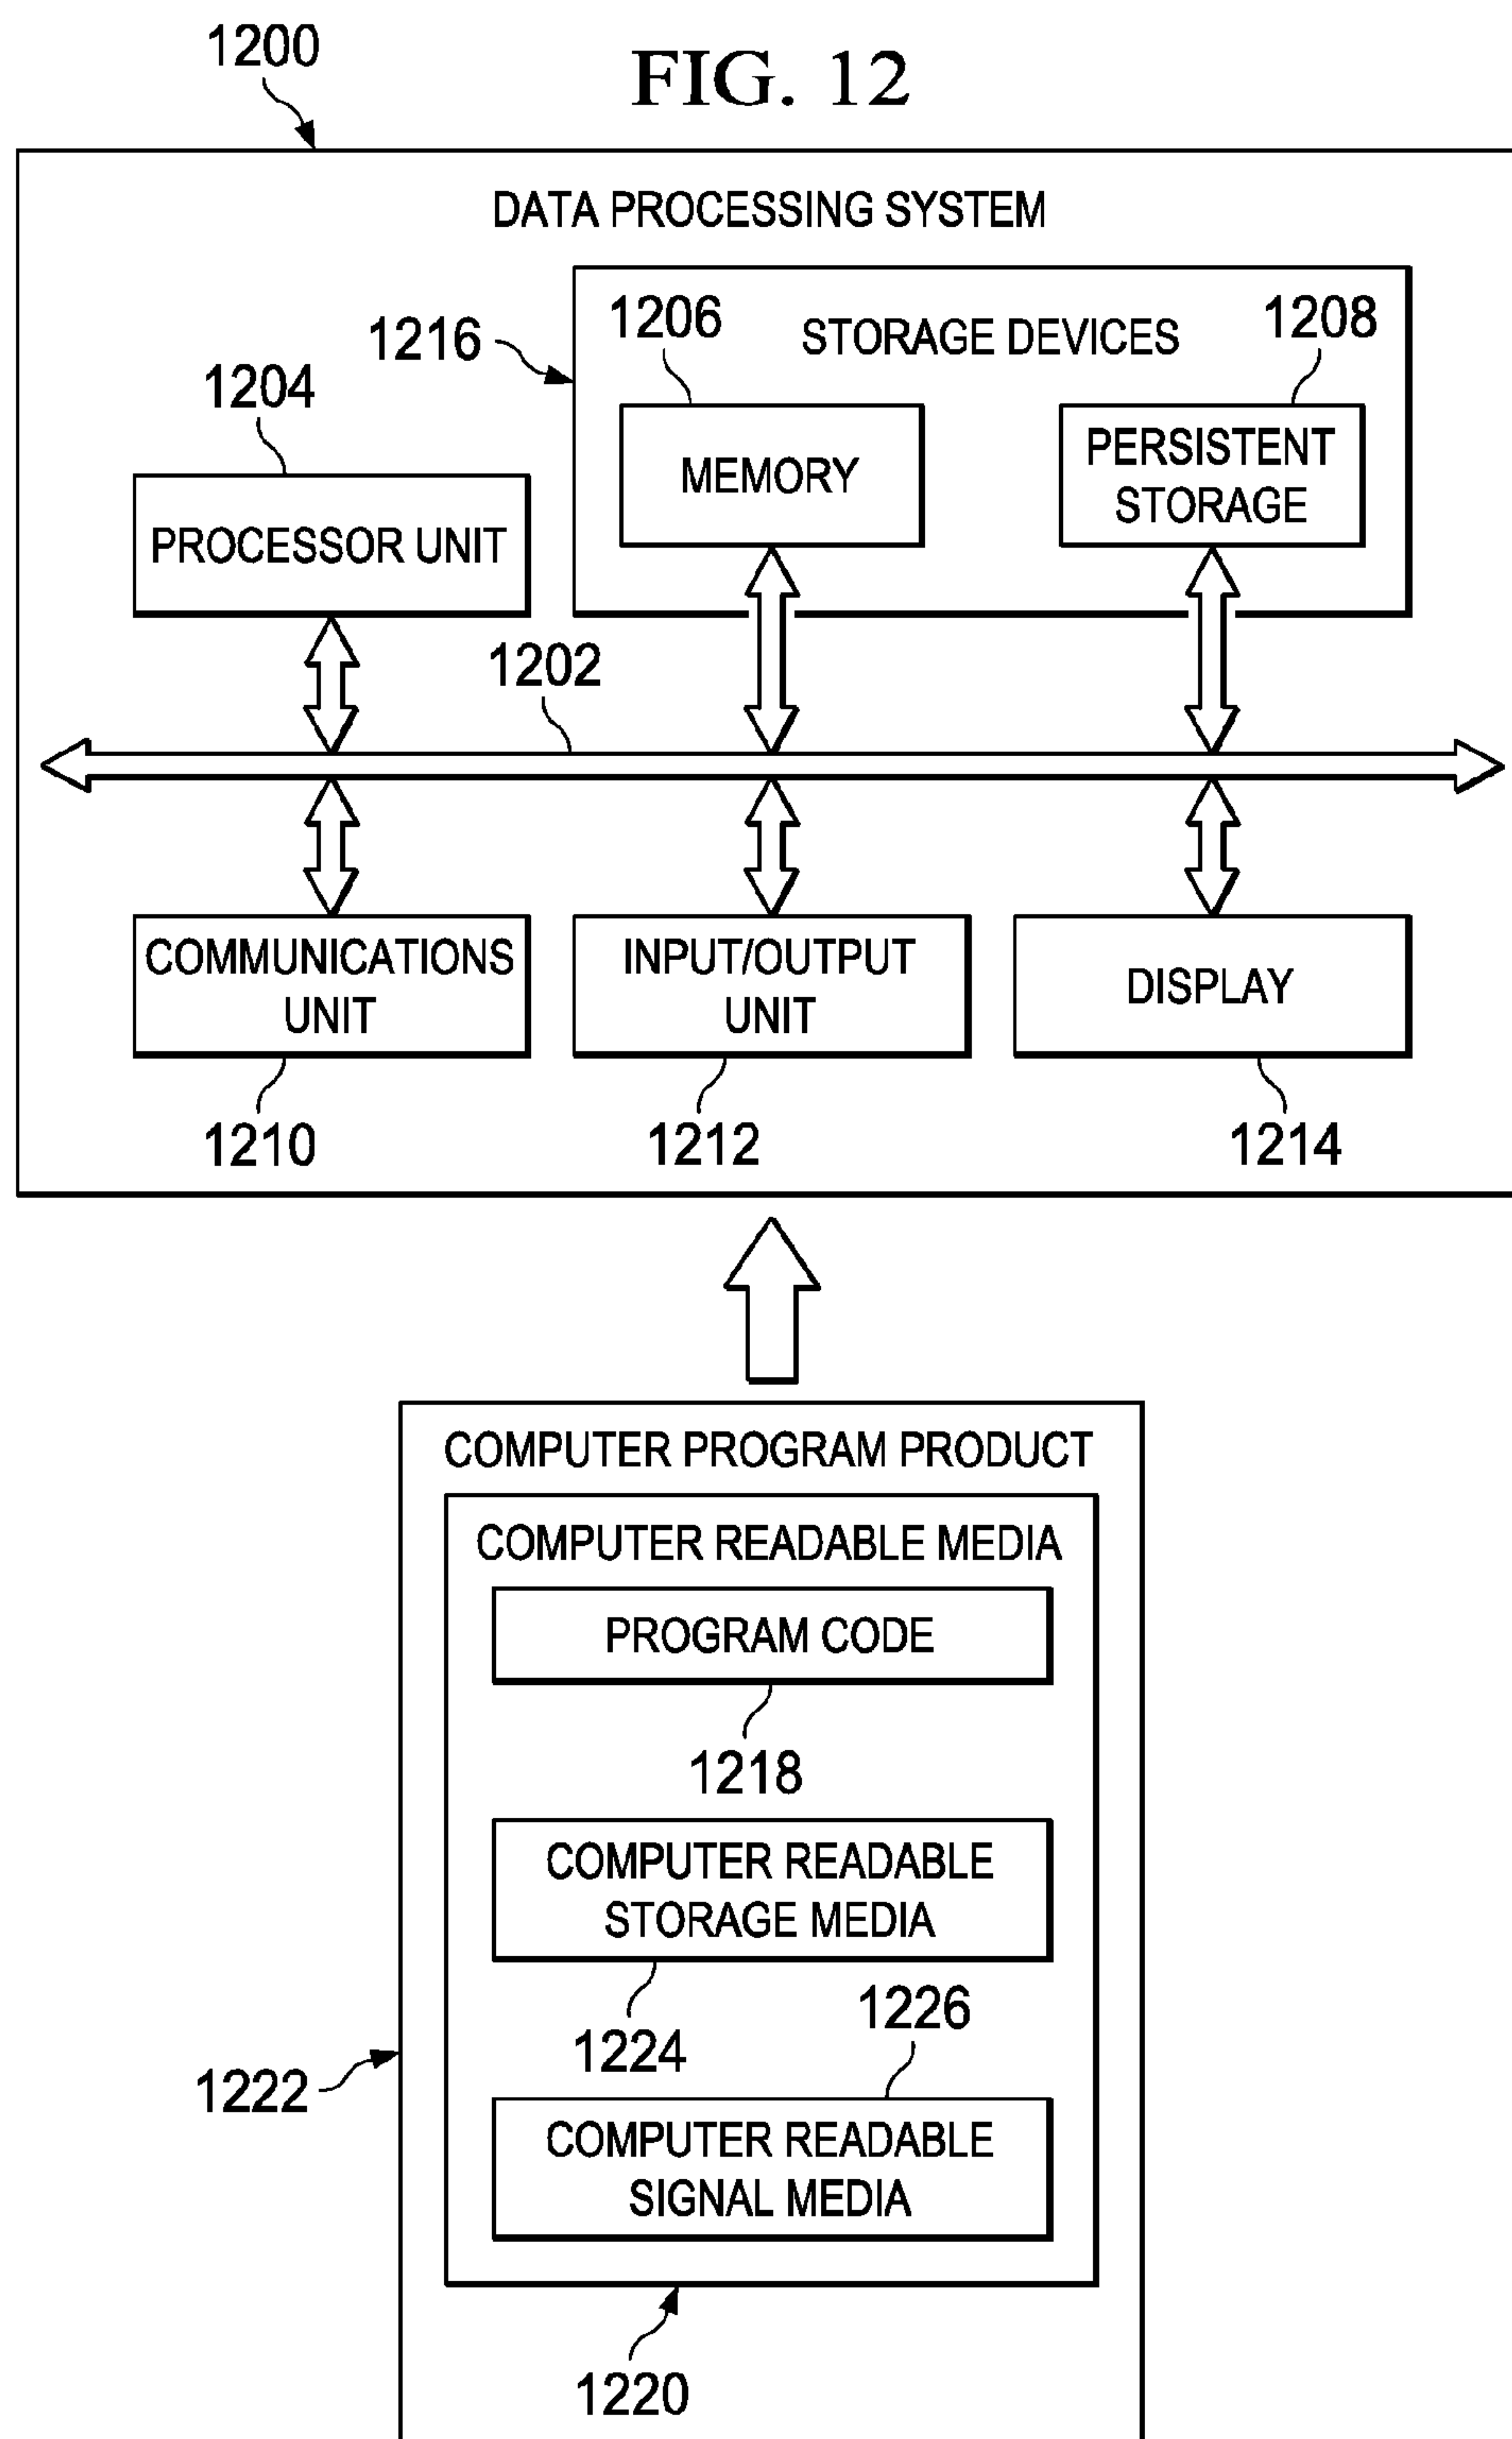 1200
FIG. 12
DATA PROCESSING SYSTEM
1216
1206
STORAGE DEVICES
1208
1204
MEMORY
PERSISTENT
STORAGE
PROCESSOR UNIT
1202
COMMUNICATIONS
UNIT
INPUT/OUTPUT
UNIT
DISPLAY
1210
1212
1214
COMPUTER PROGRAM PRODUCT
COMPUTER READABLE MEDIA
PROGRAM CODE
1218
COMPUTER READABLE
STORAGE MEDIA
1224
1226
1222
COMPUTER READABLE
SIGNAL MEDIA
1220